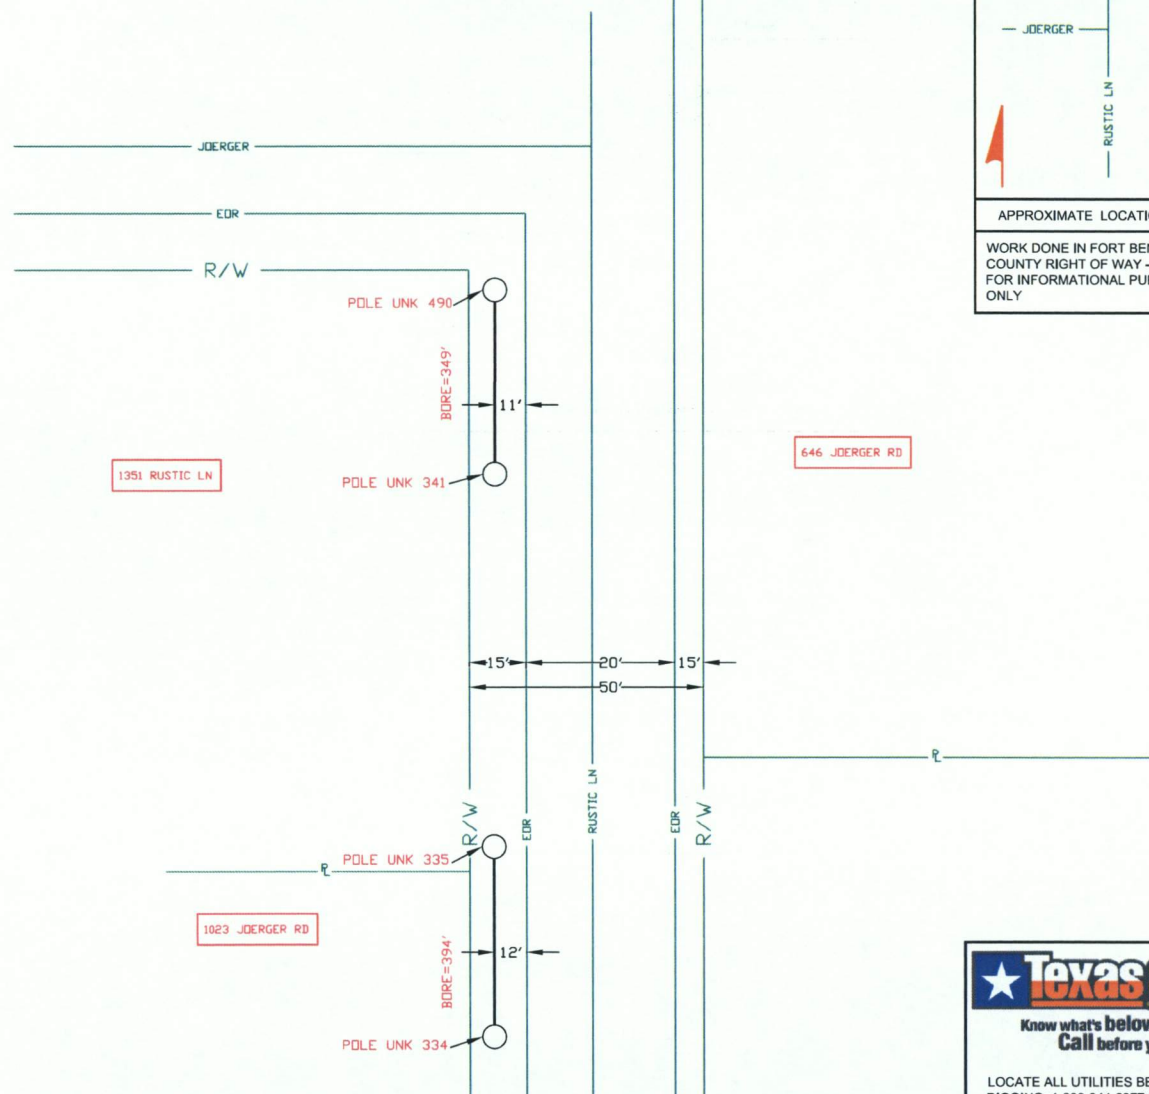 JOERGER
RUSTIC LN
APPROXIMATE LOCATI
WORK DONE IN FORT BE
COUNTY RIGHT OF WAY -
FOR INFORMATIONAL PU
ONLY
JOERGER
EOR
R/W
POLE UNK 490
BORE=349'
11'
646 JOERGER RD
1351 RUSTIC LN
POLE UNK 341
15'
20'
15'
50'
PL
RUSTIC LN
R/W
EOR
EOR
R/W
POLE UNK 335
PL
1023 JOERGER RD
BORE=394'
12'
POLE UNK 334
Texas
Know what's below
Call before y
LOCATE ALL UTILITIES BE